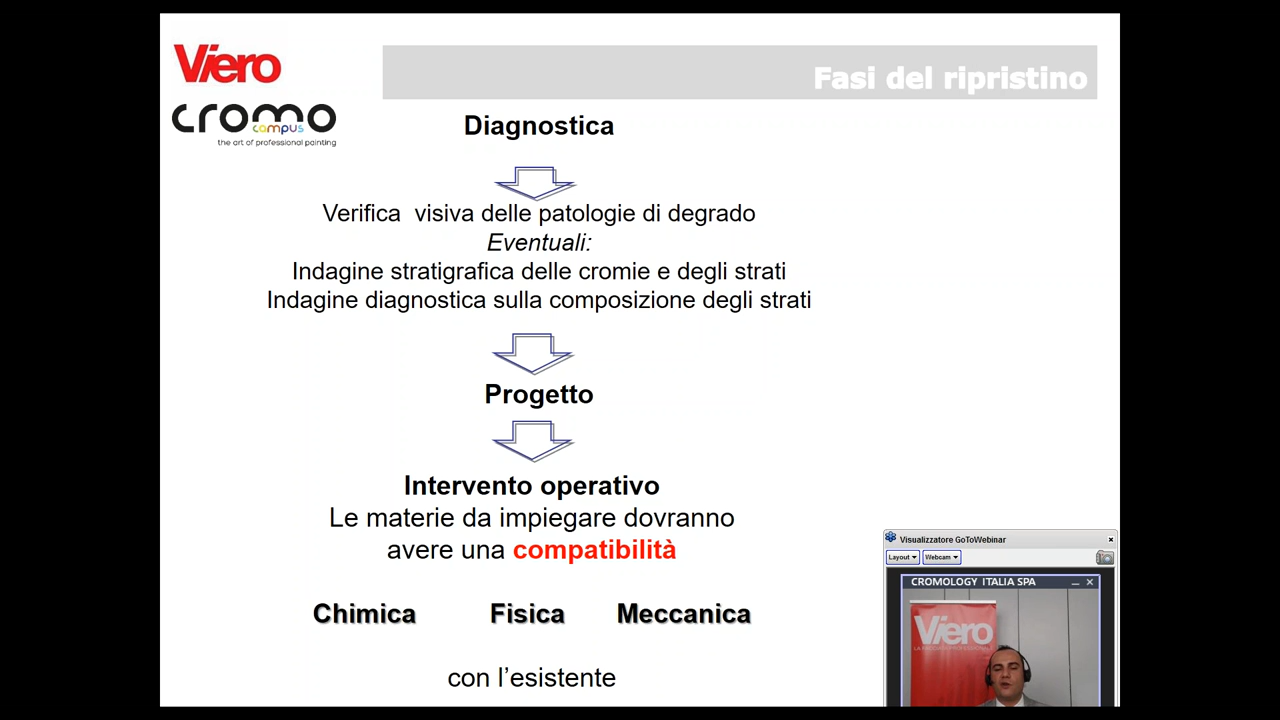 Viero
cromo
campus
the art of professional painting
Fasi del ripristino
Diagnostica
Verifica visiva delle patologie di degrado
Eventuali:
Indagine stratigrafica delle cromie e degli strati
Indagine diagnostica sulla composizione degli strati
Progetto
Intervento operativo
Le materie da impiegare dovranno
avere una compatibilità
Chimica Fisica Meccanica
con l'esistente
Visualizzatore GoToWebinar
Layout Webcam
CROMOLOGY ITALIA SPA
Viero